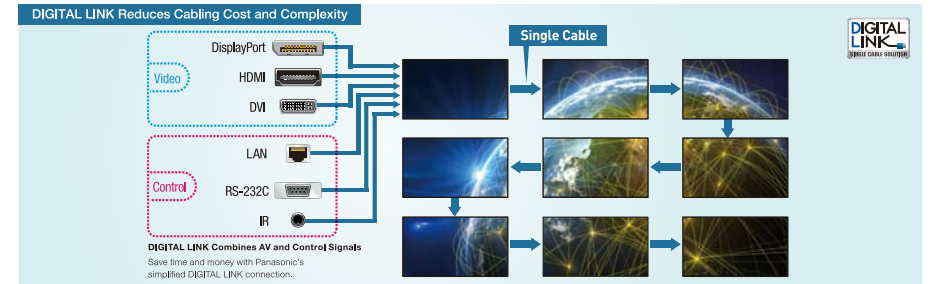 DIGITAL LINK Reduces Cabling Cost and Complexity
DisplayPort
HDMI
DVI
Video
LAN
RS-232C
IR
Control
Single Cable
DIGITAL
LINK
SINGLE CABLE SOLUTION
DIGITAL LINK Combines AV and Control Signals
Save time and money with Panasonic's
simplified DIGITAL LINK connection.